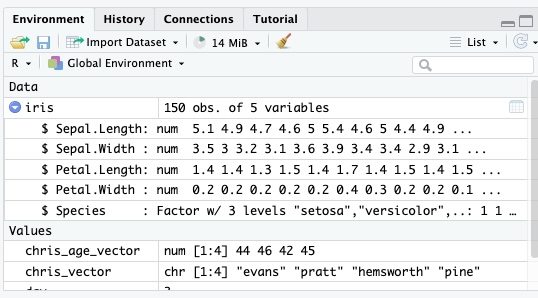 Environment History Connections Tutorial
Import Dataset 14 MiB List
R Global Environment
Data
iris 150 obs. of 5 variables
$ Sepal.Length: num 5.1 4.9 4.7 4.6 5 5.4 4.6 5 4.4 4.9 ...
$ Sepal.Width : num 3.5 3 3.2 3.1 3.6 3.9 3.4 3.4 2.9 3.1 ...
$ Petal.Length: num 1.4 1.4 1.3 1.5 1.4 1.7 1.4 1.5 1.4 1.5 ...
$ Petal.Width : num 0.2 0.2 0.2 0.2 0.2 0.4 0.3 0.2 0.2 0.1 ...
$ Species : Factor w/ 3 levels "setosa","versicolor",..: 1 1 …
Values
chris_age_vector num [1:4] 44 46 42 45
chris_vector chr [1:4] "evans" "pratt" "hemsworth" "pine"